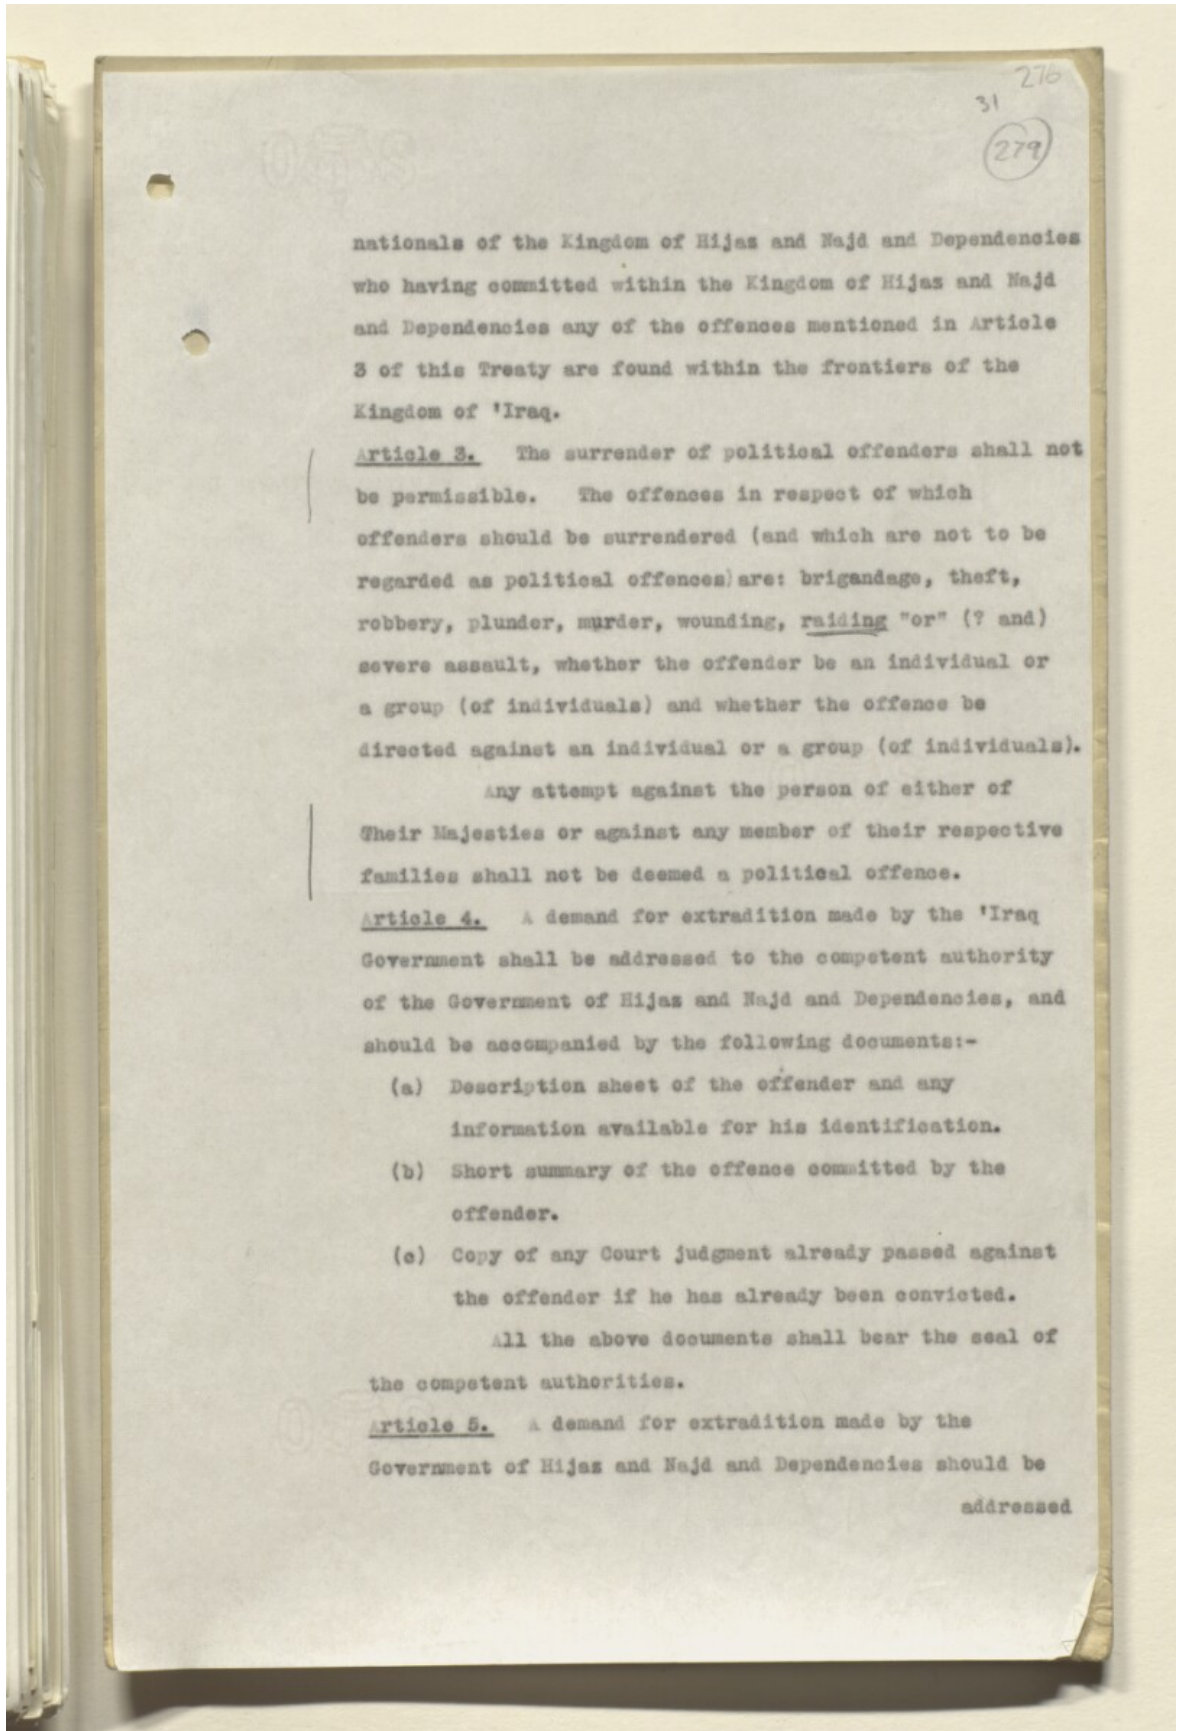 276
31
279
nationals of the Kingdom of Hijaz and Najd and Dependencies
who having committed within the Kingdom of Hijaz and Najd
and Dependencies any of the offences mentioned in Article
3 of this Treaty are found within the frontiers of the
Kingdom of 'Iraq.
Article 3. The surrender of political offenders shall not
be permissible. The offences in respect of which
offenders should be surrendered (and which are not to be
regarded as political offences) are: brigandage, theft,
robbery, plunder, murder, wounding, raiding "or" (? and)
severe assault, whether the offender be an individual or
a group (of individuals) and whether the offence be
directed against an individual or a group (of individuals).
Any attempt against the person of either of
Their Majesties or against any member of their respective
families shall not be deemed a political offence.
Article 4. A demand for extradition made by the 'Iraq
Government shall be addressed to the competent authority
of the Government of Hijaz and Najd and Dependencies, and
should be accompanied by the following documents:-
(a) Description sheet of the offender and any
information available for his identification.
(b) Short summary of the offence committed by the
offender.
(c) Copy of any Court judgment already passed against
the offender if he has already been convicted.
All the above documents shall bear the seal of
the competent authorities.
Article 5. A demand for extradition made by the
Government of Hijaz and Najd and Dependencies should be
addressed